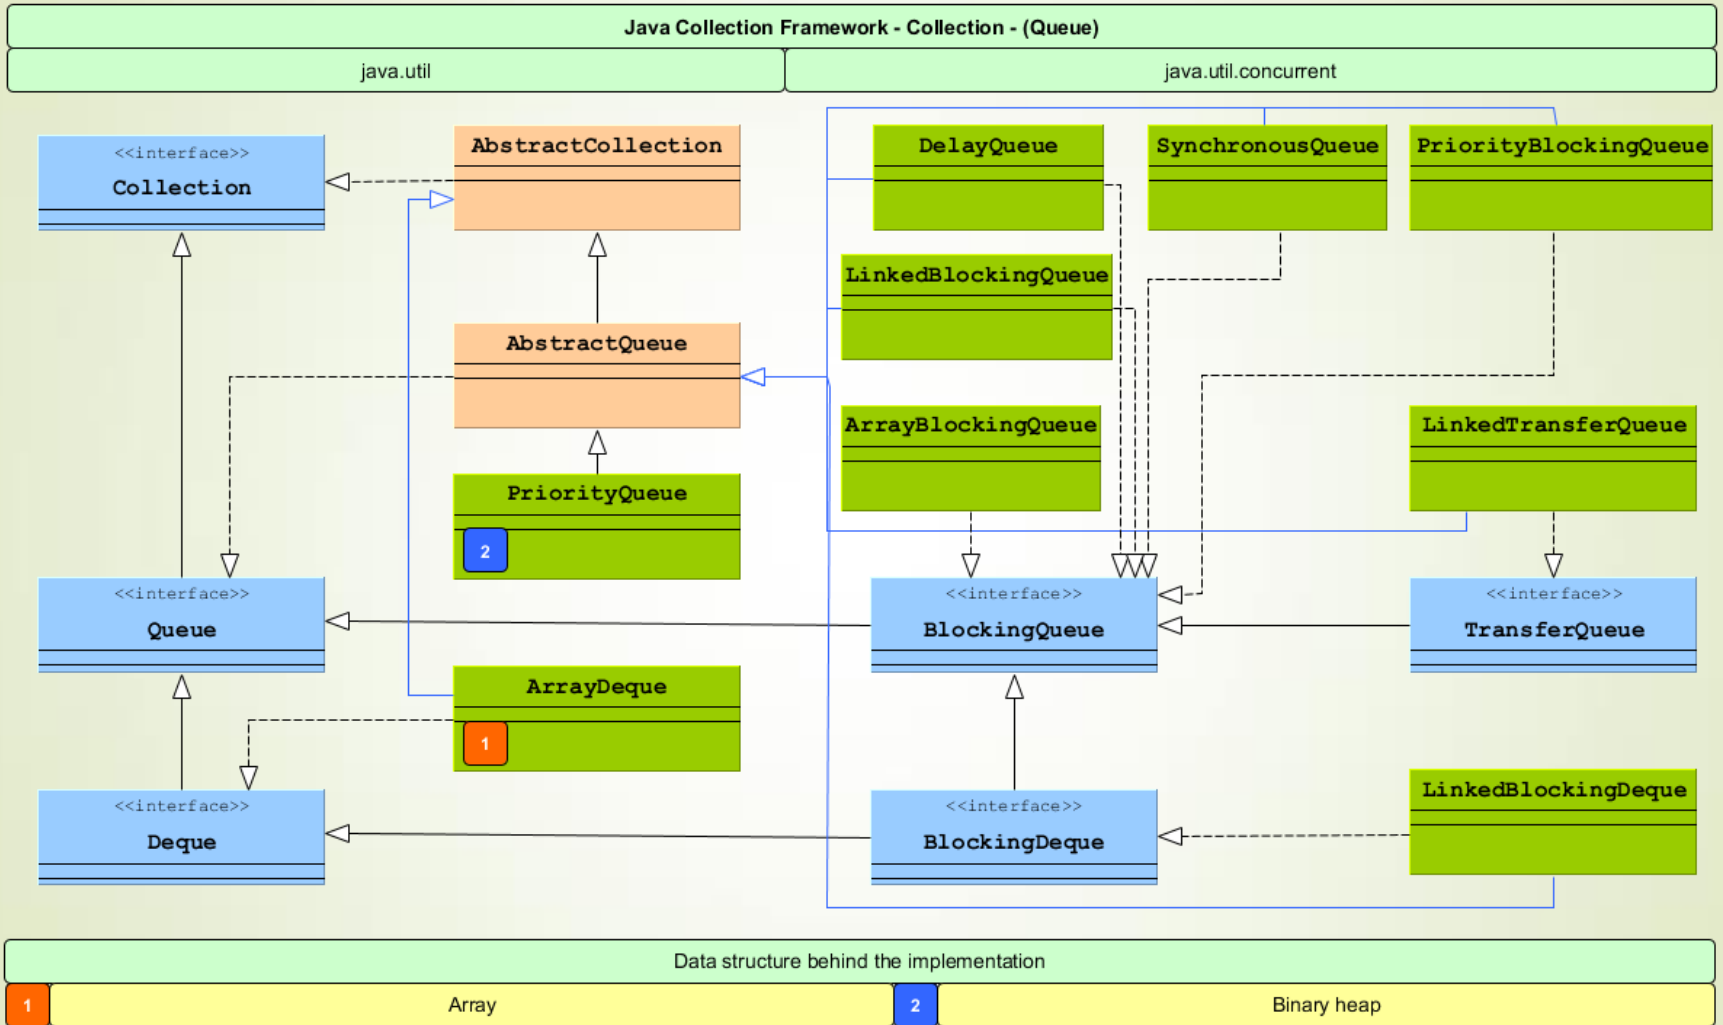 Java Collection Framework - Collection - (Queue)
java.util
java.util.concurrent
<<interface>>
Collection
AbstractCollection
DelayQueue
SynchronousQueue
PriorityBlockingQueue
LinkedBlockingQueue
AbstractQueue
ArrayBlockingQueue
LinkedTransferQueue
PriorityQueue
2
<<interface>>
Queue
<<interface>>
BlockingQueue
<<interface>>
TransferQueue
ArrayDeque
1
<<interface>>
Deque
<<interface>>
BlockingDeque
LinkedBlockingDeque
Data structure behind the implementation
1
Array
2
Binary heap